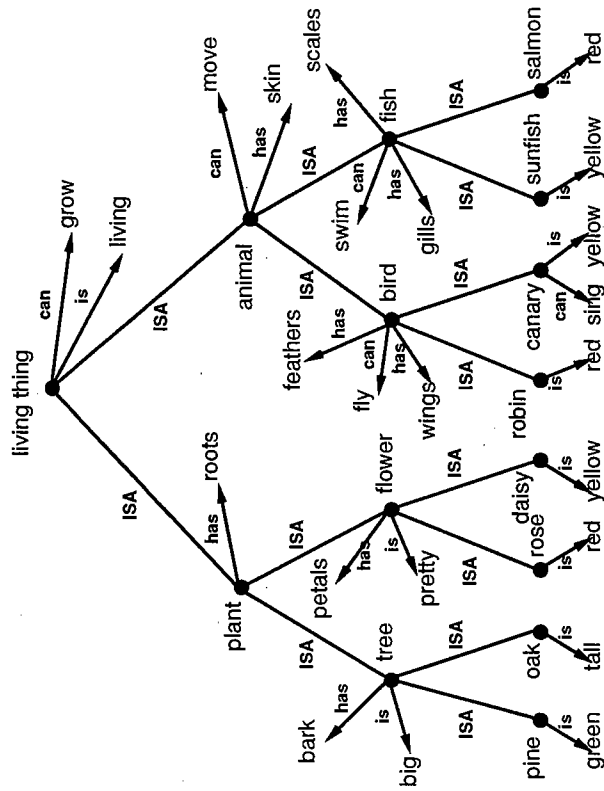 living thing
can
grow
is
living
ISA
ISA
plant
has
roots
animal
can
move
has
skin
ISA
ISA
ISA
ISA
tree
has
bark
is
big
flower
has
petals
is
pretty
bird
has
feathers
can
fly
has
wings
fish
has
scales
can
swim
has
gills
ISA
ISA
ISA
ISA
ISA
ISA
ISA
ISA
pine
is
green
oak
is
tall
rose
is
red
daisy
is
yellow
robin
is
red
canary
can
sing
is
yellow
sunfish
is
yellow
salmon
is
red